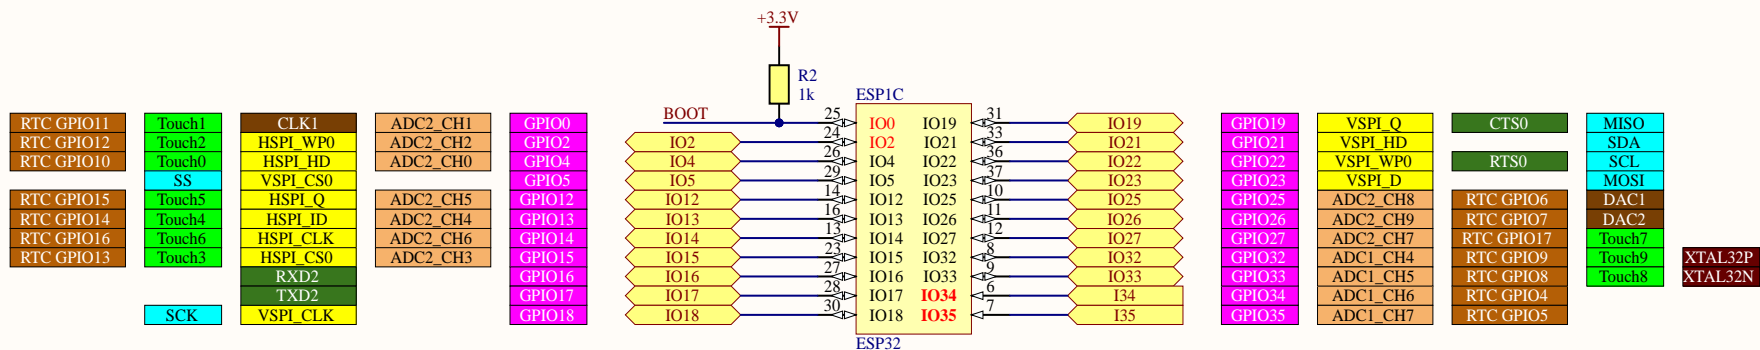 +3.3V
R2
1k
ESP1C
BOOT
RTC GPIO11 Touch1 CLK1 ADC2_CH1 GPIO0 25 IO0 IO19 31 IO19 GPIO19 VSPI_Q CTS0 MISO
RTC GPIO12 Touch2 HSPI_WP0 ADC2_CH2 GPIO2 IO2 24 IO2 IO21 33 IO21 GPIO21 VSPI_HD SDA
RTC GPIO10 Touch0 HSPI_HD ADC2_CH0 GPIO4 IO4 26 IO4 IO22 36 IO22 GPIO22 VSPI_WP0 RTS0 SCL
SS VSPI_CS0 GPIO5 IO5 29 IO5 IO23 37 IO23 GPIO23 VSPI_D MOSI
RTC GPIO15 Touch5 HSPI_Q ADC2_CH5 GPIO12 IO12 14 IO12 IO25 10 IO25 GPIO25 ADC2_CH8 RTC GPIO6 DAC1
RTC GPIO14 Touch4 HSPI_ID ADC2_CH4 GPIO13 IO13 16 IO13 IO26 11 IO26 GPIO26 ADC2_CH9 RTC GPIO7 DAC2
RTC GPIO16 Touch6 HSPI_CLK ADC2_CH6 GPIO14 IO14 13 IO14 IO27 12 IO27 GPIO27 ADC2_CH7 RTC GPIO17 Touch7
RTC GPIO13 Touch3 HSPI_CS0 ADC2_CH3 GPIO15 IO15 23 IO15 IO32 8 IO32 GPIO32 ADC1_CH4 RTC GPIO9 Touch9 XTAL32P
RXD2 GPIO16 IO16 27 IO16 IO33 9 IO33 GPIO33 ADC1_CH5 RTC GPIO8 Touch8 XTAL32N
TXD2 GPIO17 IO17 28 IO17 IO34 6 I34 GPIO34 ADC1_CH6 RTC GPIO4
SCK VSPI_CLK GPIO18 IO18 30 IO18 IO35 7 I35 GPIO35 ADC1_CH7 RTC GPIO5
ESP32